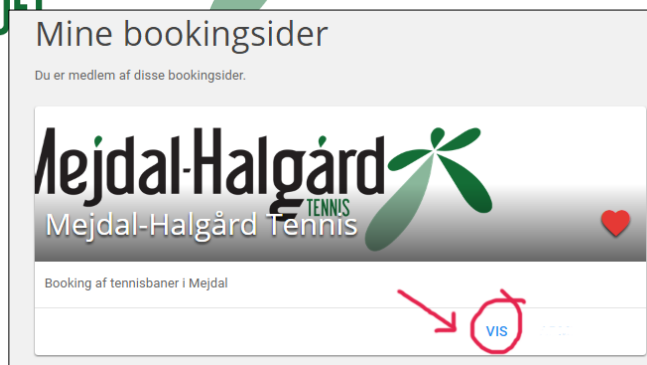 JET
Mine bookingsider
Du er medlem af disse bookingsider.
Mejdal-Halgård
TENNIS
Mejdal-Halgård Tennis
Booking af tennisbaner i Mejdal
VIS